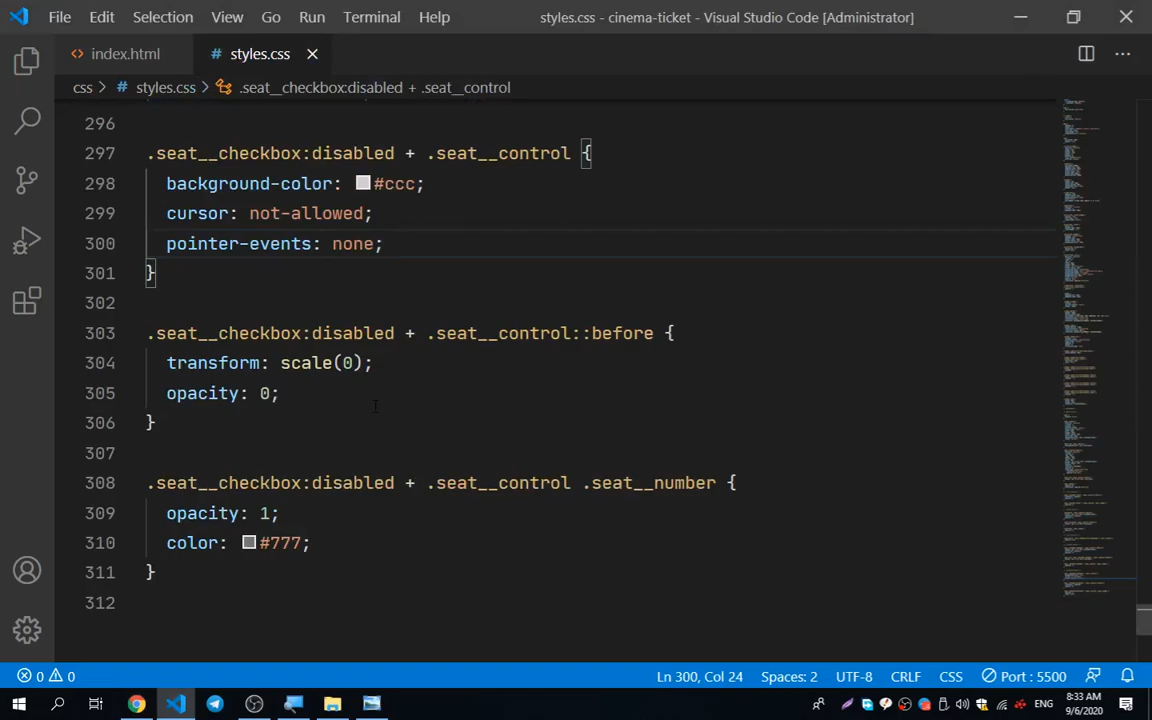 File Edit Selection View Go Run Terminal Help styles.css - cinema-ticket - Visual Studio Code [Administrator]
index.html # styles.css
css > # styles.css > .seat__checkbox:disabled + .seat__control
296
297 .seat__checkbox:disabled + .seat__control {
298 background-color: #ccc;
299 cursor: not-allowed;
300 pointer-events: none;
301 }
302
303 .seat__checkbox:disabled + .seat__control::before {
304 transform: scale(0);
305 opacity: 0;
306 }
307
308 .seat__checkbox:disabled + .seat__control .seat__number {
309 opacity: 1;
310 color: #777;
311 }
312
0 0 Ln 300, Col 24 Spaces: 2 UTF-8 CRLF CSS Port : 5500
ENG 8:33 AM
9/6/2020